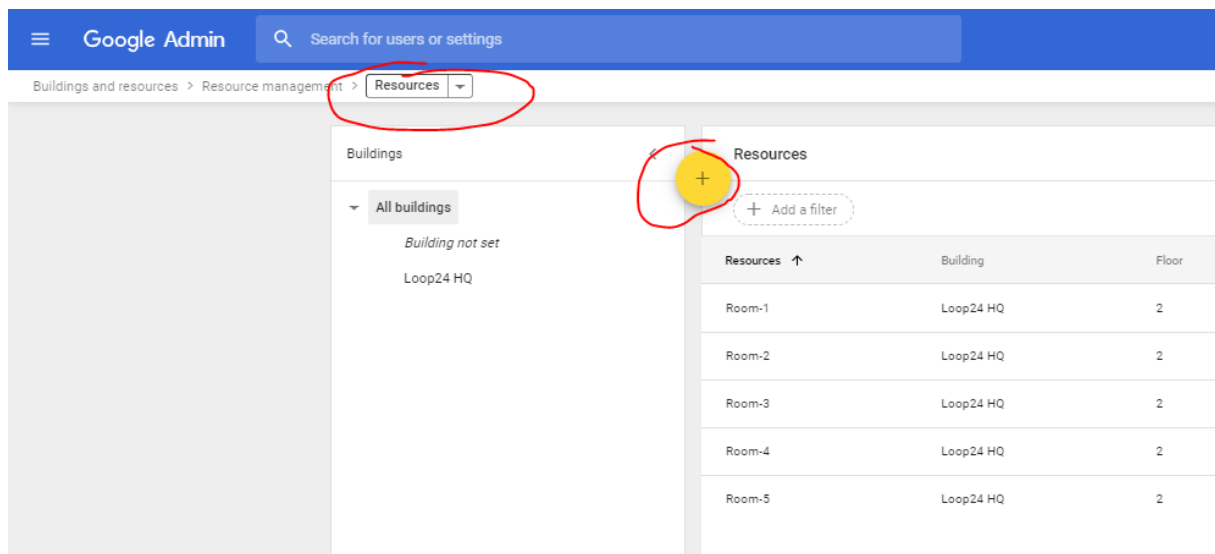 Google Admin Search for users or settings
Buildings and resources > Resource management > Resources
Buildings
All buildings
Building not set
Loop24 HQ
Resources
+ Add a filter
Resources ↑ Building Floor
Room-1 Loop24 HQ 2
Room-2 Loop24 HQ 2
Room-3 Loop24 HQ 2
Room-4 Loop24 HQ 2
Room-5 Loop24 HQ 2